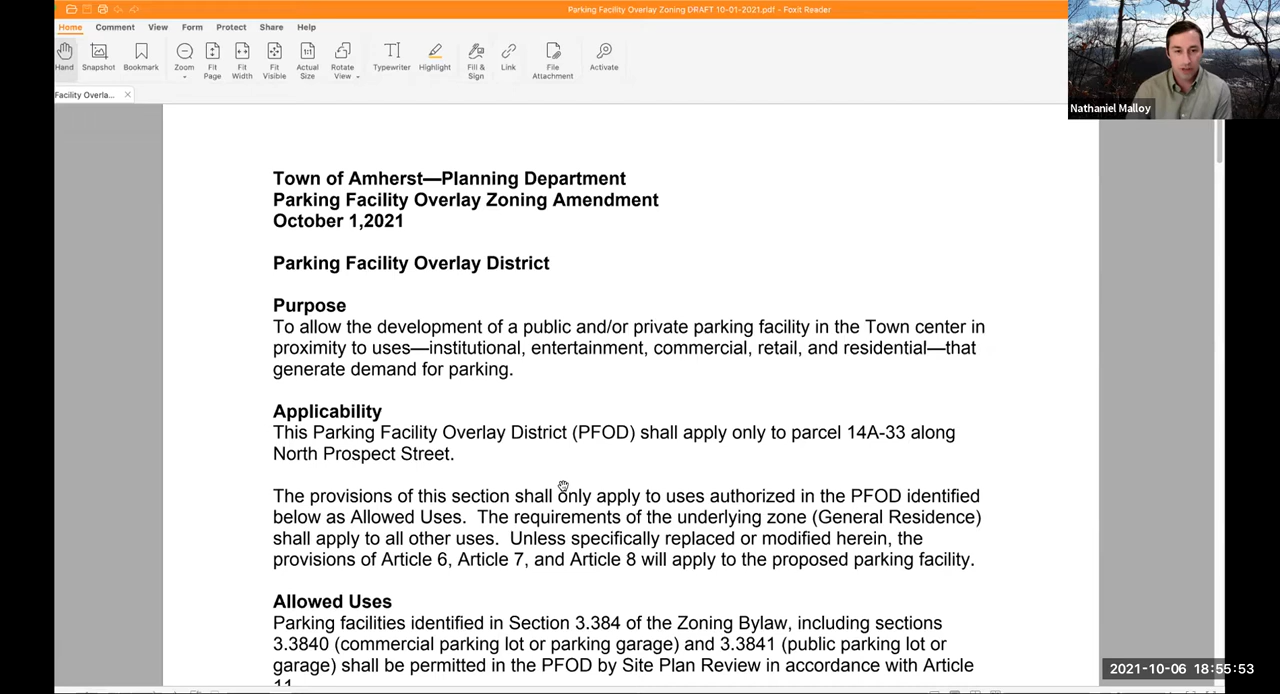 Parking Facility Overlay Zoning DRAFT 10-01-2021.pdf - Foxit Reader
Home Comment View Form Protect Share Help
Hand Snapshot Bookmark Zoom Fit Page Fit Width Fit Visible Actual Size Rotate View Typewriter Highlight Fill & Sign Link File Attachment Activate
Facility Overla...
Nathaniel Malloy
Town of Amherst—Planning Department
Parking Facility Overlay Zoning Amendment
October 1,2021
Parking Facility Overlay District
Purpose
To allow the development of a public and/or private parking facility in the Town center in
proximity to uses—institutional, entertainment, commercial, retail, and residential—that
generate demand for parking.
Applicability
This Parking Facility Overlay District (PFOD) shall apply only to parcel 14A-33 along
North Prospect Street.
The provisions of this section shall only apply to uses authorized in the PFOD identified
below as Allowed Uses.  The requirements of the underlying zone (General Residence)
shall apply to all other uses.  Unless specifically replaced or modified herein, the
provisions of Article 6, Article 7, and Article 8 will apply to the proposed parking facility.
Allowed Uses
Parking facilities identified in Section 3.384 of the Zoning Bylaw, including sections
3.3840 (commercial parking lot or parking garage) and 3.3841 (public parking lot or
garage) shall be permitted in the PFOD by Site Plan Review in accordance with Article
2021-10-06 18:55:53